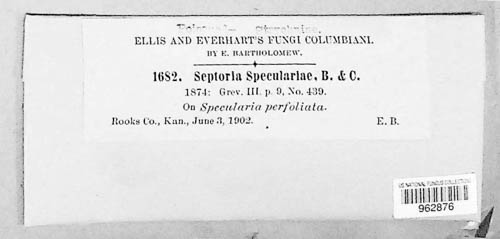 ELLIS AND EVERHART'S FUNGI COLUMBIANI.
BY E. BARTHOLOMEW.
1682. Septoria Speculariae, B. & C.
1874: Grev. III. p. 9, No. 439.
On Specularia perfoliata.
Rooks Co., Kan., June 3, 1902. E. B.
US NATIONAL FUNGUS COLLECTIONS
962876